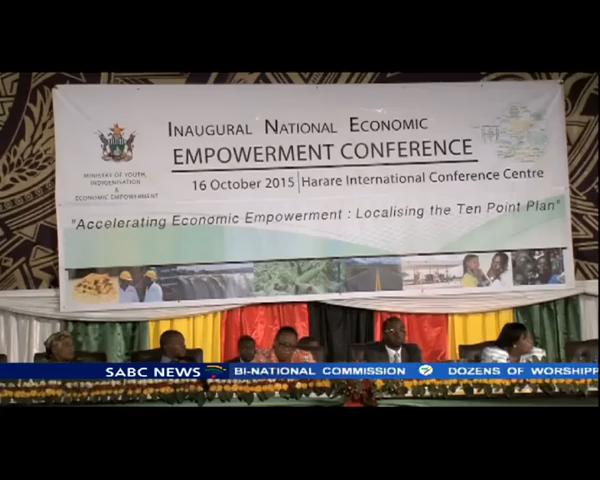 INAUGURAL NATIONAL ECONOMIC
EMPOWERMENT CONFERENCE
16 October 2015 | Harare International Conference Centre
MINISTRY OF YOUTH,
INDIGENISATION
&
ECONOMIC EMPOWERMENT
"Accelerating Economic Empowerment : Localising the Ten Point Plan"
SABC NEWS BI-NATIONAL COMMISSION DOZENS OF WORSHIPP